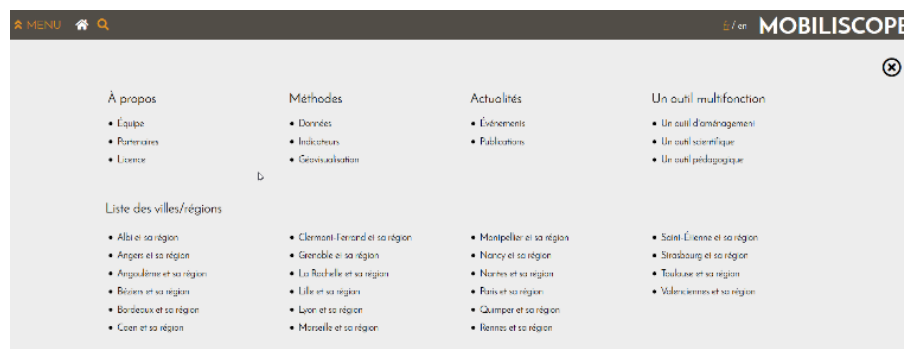 MENU
fr / en MOBILISCOPE
À propos
Équipe
Partenaires
Licence
Méthodes
Données
Indicateurs
Géovisualisation
Actualités
Événements
Publications
Un outil multifonction
Un outil d'aménagement
Un outil scientifique
Un outil pédagogique
Liste des villes/régions
Albi et sa région
Angers et sa région
Angoulême et sa région
Béziers et sa région
Bordeaux et sa région
Caen et sa région
Clermont-Ferrand et sa région
Grenoble et sa région
La Rochelle et sa région
Lille et sa région
Lyon et sa région
Marseille et sa région
Montpellier et sa région
Nancy et sa région
Nantes et sa région
Paris et sa région
Quimper et sa région
Rennes et sa région
Saint-Étienne et sa région
Strasbourg et sa région
Toulouse et sa région
Valenciennes et sa région